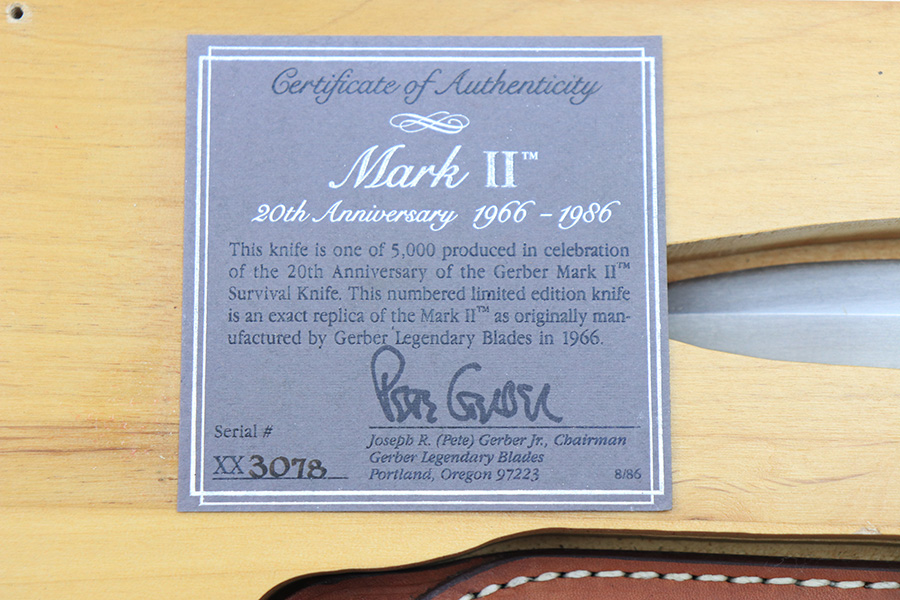 Certificate of Authenticity
Mark II™
20th Anniversary 1966 – 1986
This knife is one of 5,000 produced in celebration
of the 20th Anniversary of the Gerber Mark II™
Survival Knife. This numbered limited edition knife
is an exact replica of the Mark II™ as originally man-
ufactured by Gerber Legendary Blades in 1966.
Pete Gerber
Serial #
XX 3078
Joseph R. (Pete) Gerber Jr., Chairman
Gerber Legendary Blades
Portland, Oregon 97223
8/86